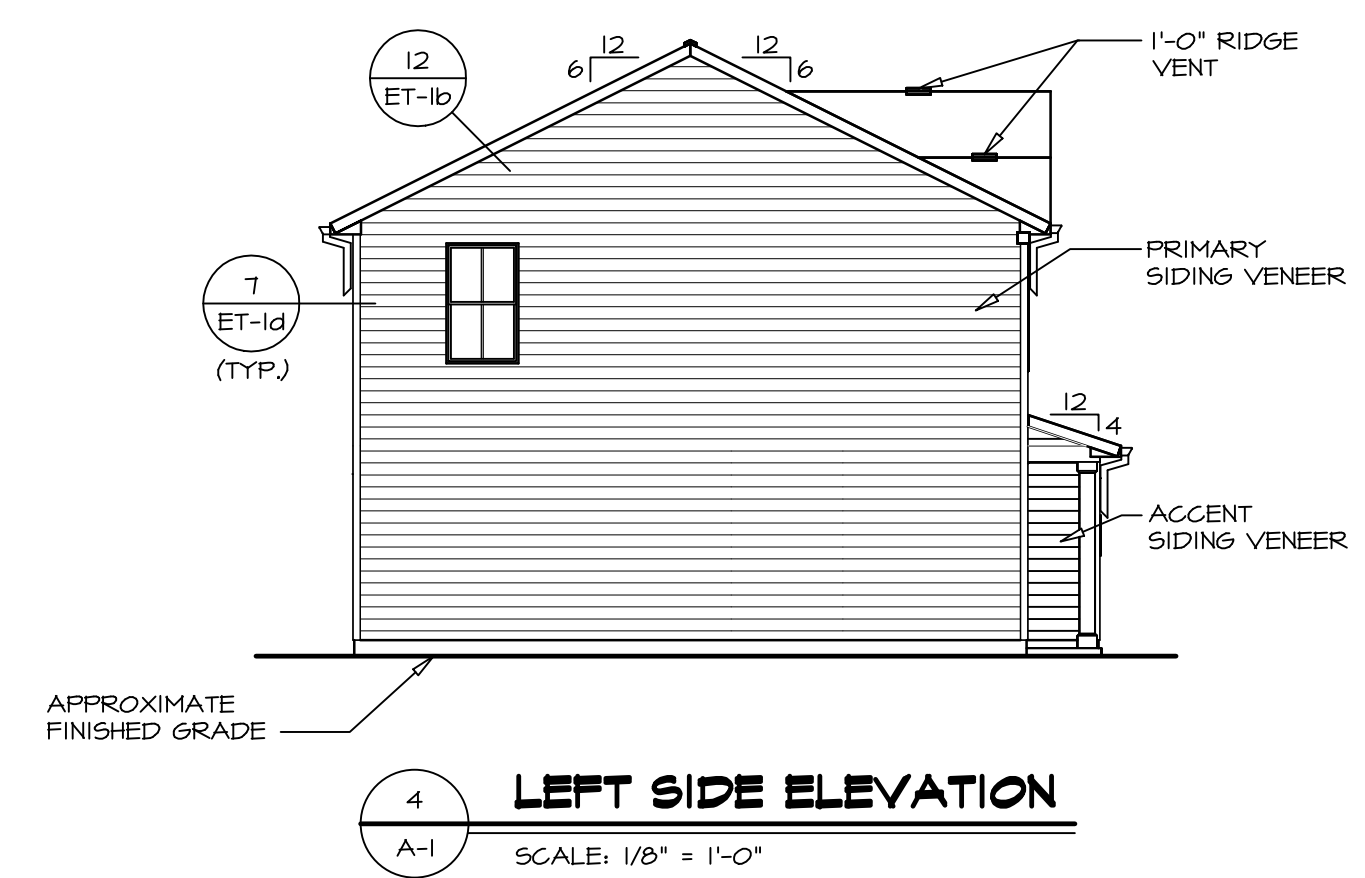 12
ET-1b
12
6
12
6
1'-0" RIDGE
VENT
PRIMARY
SIDING VENEER
7
ET-1d
(TYP.)
12
4
ACCENT
SIDING VENEER
APPROXIMATE
FINISHED GRADE
4
A-1
LEFT SIDE ELEVATION
SCALE: 1/8" = 1'-0"